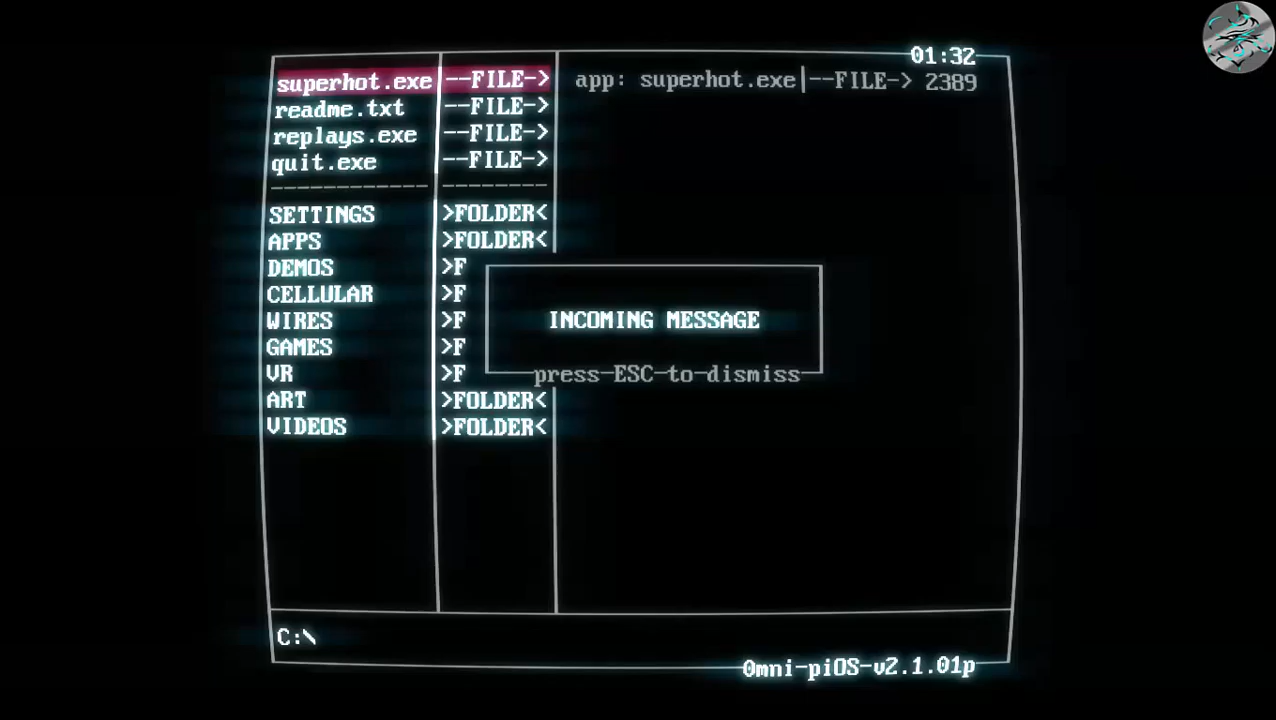 01:32
superhot.exe --FILE-> app: superhot.exe|--FILE-> 2389
readme.txt --FILE->
replays.exe --FILE->
quit.exe --FILE->
------------ --------
SETTINGS >FOLDER<
APPS >FOLDER<
DEMOS >F
CELLULAR >F
WIRES >F
GAMES >F
VR >F
ART >FOLDER<
VIDEOS >FOLDER<
INCOMING MESSAGE
press-ESC-to-dismiss
C:\
0mni-piOS-v2.1.01p